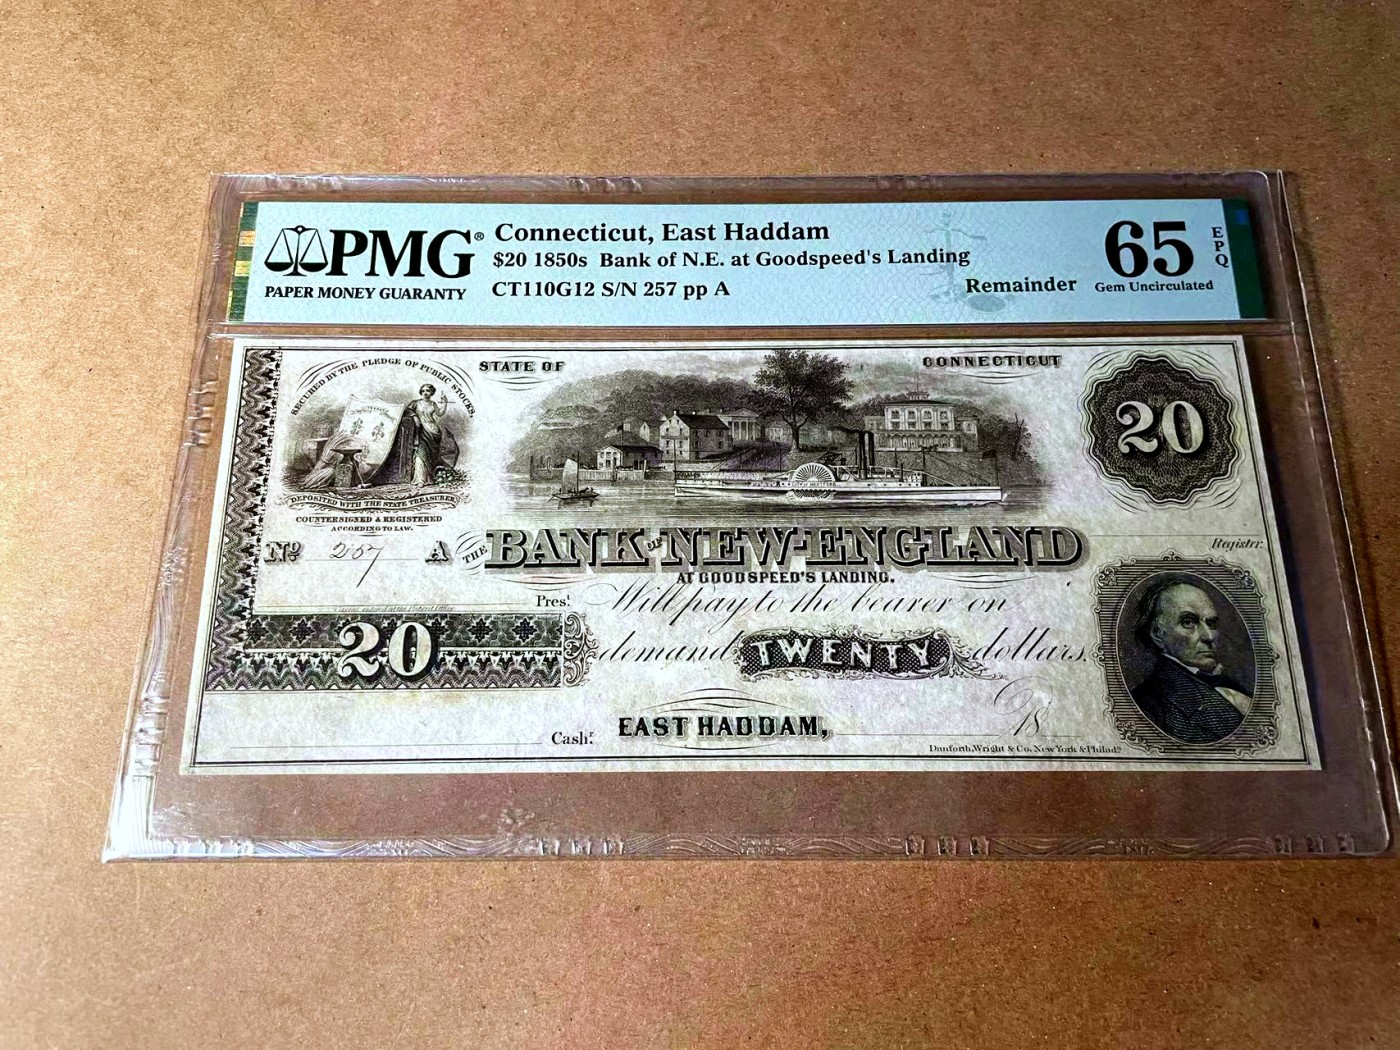 PMG®
PAPER MONEY GUARANTY
Connecticut, East Haddam
$20 1850s Bank of N.E. at Goodspeed's Landing
CT110G12 S/N 257 pp A
Remainder
65
EPQ
Gem Uncirculated
SECURED BY THE PLEDGE OF PUBLIC STOCKS,
DEPOSITED WITH THE STATE TREASURER
COUNTERSIGNED & REGISTERED
ACCORDING TO LAW.
STATE OF
CONNECTICUT
20
No 257 A
THE BANK OF NEW-ENGLAND
AT GOODSPEED'S LANDING.
Register.
Pres.t
Will pay to the bearer on
20
demand TWENTY dollars.
Cash.r
EAST HADDAM,
18
Danforth, Wright & Co. New York & Philad.a